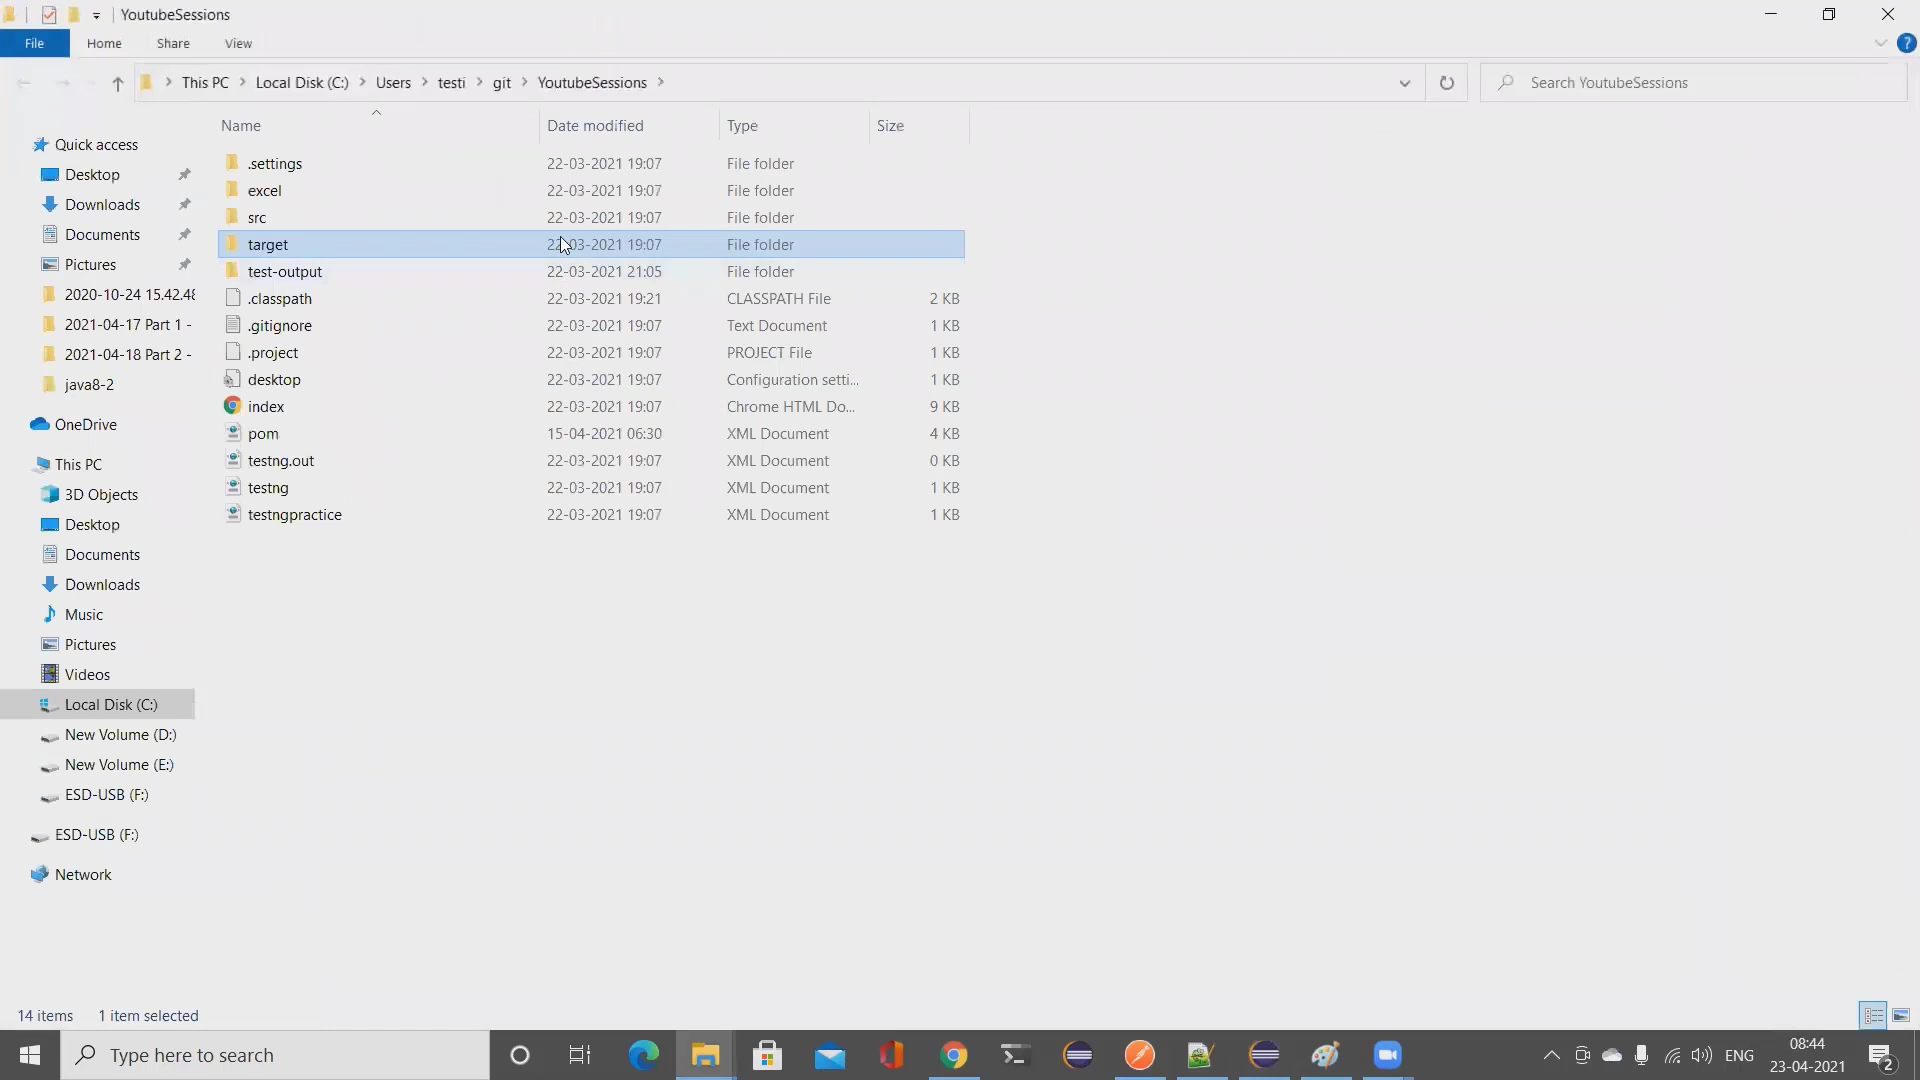 YoutubeSessions
File Home Share View
This PC Local Disk (C:) Users testi git YoutubeSessions
Search YoutubeSessions
Name Date modified Type Size
Quick access
Desktop
Downloads
Documents
Pictures
2020-10-24 15.42.48
2021-04-17 Part 1 -
2021-04-18 Part 2 -
java8-2
OneDrive
This PC
3D Objects
Desktop
Documents
Downloads
Music
Pictures
Videos
Local Disk (C:)
New Volume (D:)
New Volume (E:)
ESD-USB (F:)
ESD-USB (F:)
Network
.settings 22-03-2021 19:07 File folder
excel 22-03-2021 19:07 File folder
src 22-03-2021 19:07 File folder
target 22-03-2021 19:07 File folder
test-output 22-03-2021 21:05 File folder
.classpath 22-03-2021 19:21 CLASSPATH File 2 KB
.gitignore 22-03-2021 19:07 Text Document 1 KB
.project 22-03-2021 19:07 PROJECT File 1 KB
desktop 22-03-2021 19:07 Configuration setti... 1 KB
index 22-03-2021 19:07 Chrome HTML Do... 9 KB
pom 15-04-2021 06:30 XML Document 4 KB
testng.out 22-03-2021 19:07 XML Document 0 KB
testng 22-03-2021 19:07 XML Document 1 KB
testngpractice 22-03-2021 19:07 XML Document 1 KB
14 items 1 item selected
Type here to search
ENG
08:44
23-04-2021
2